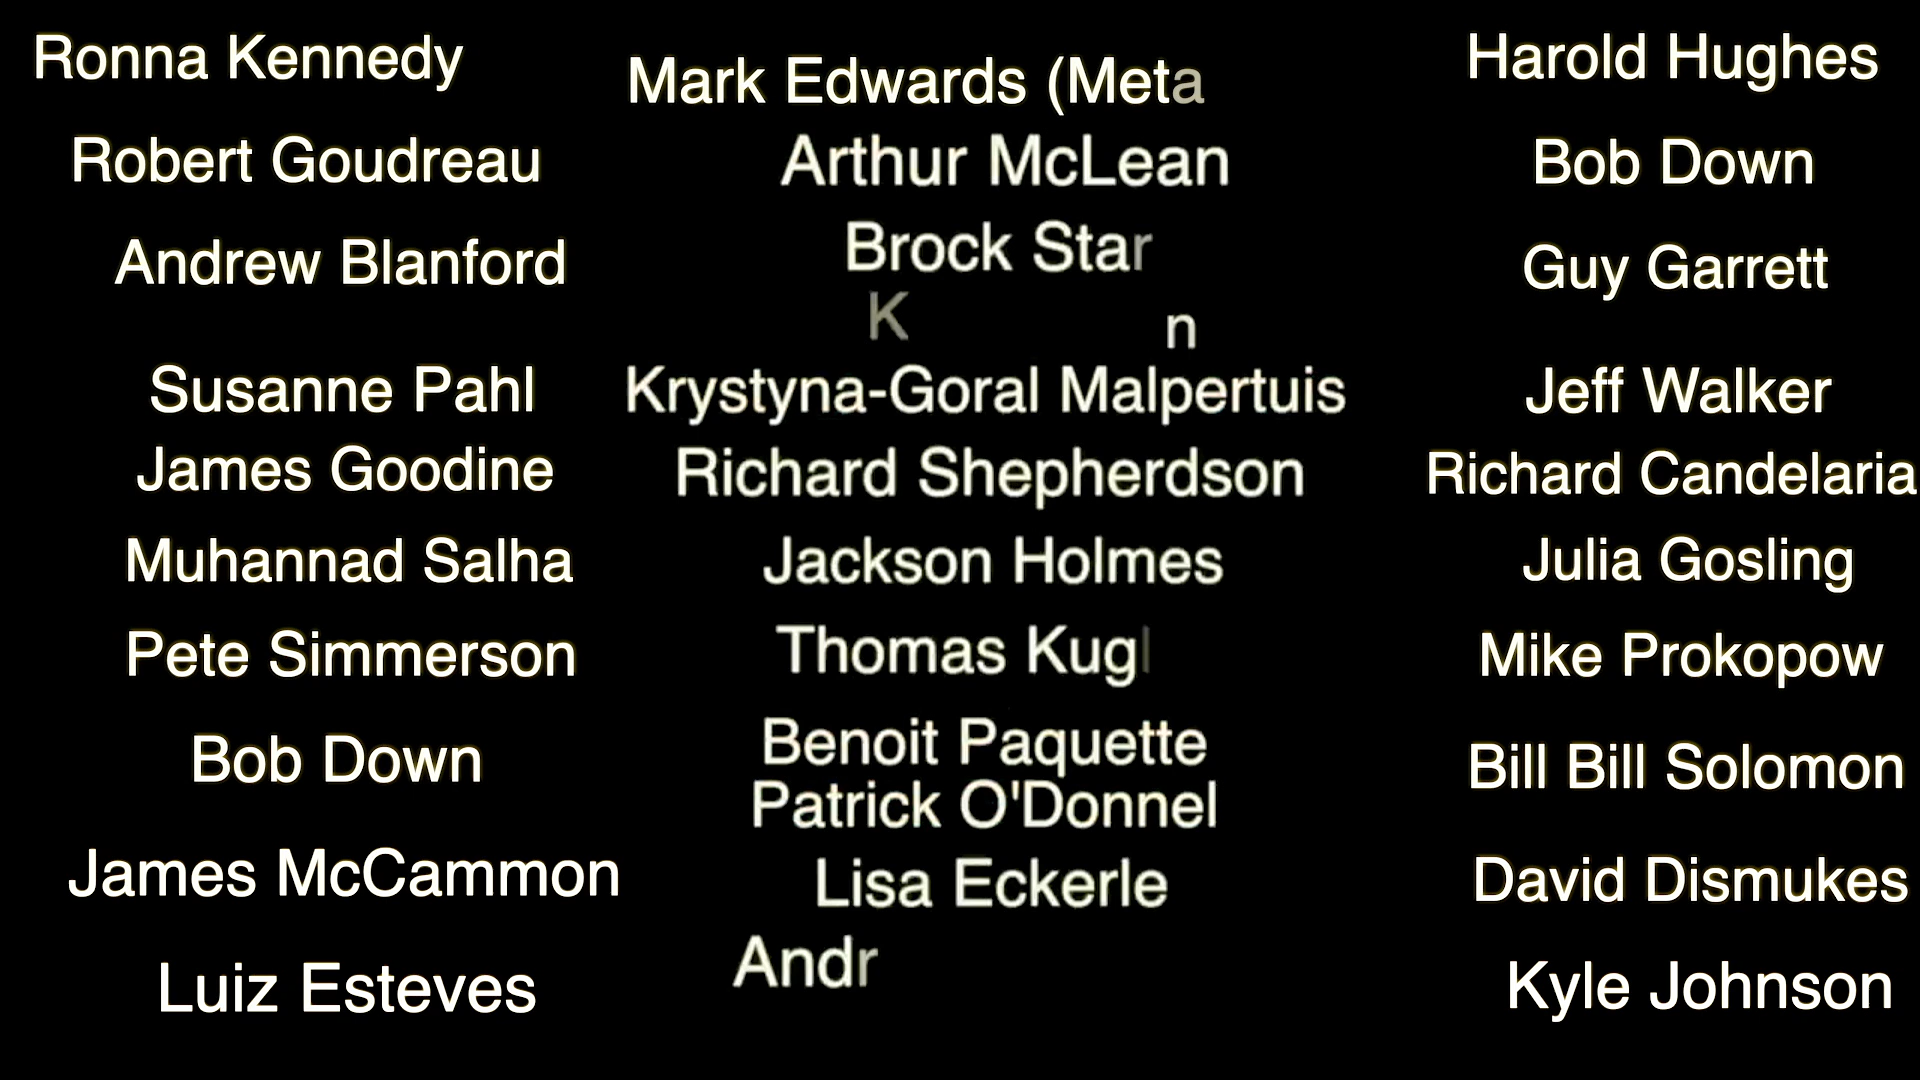 Ronna Kennedy
Robert Goudreau
Andrew Blanford
Susanne Pahl
James Goodine
Muhannad Salha
Pete Simmerson
Bob Down
James McCammon
Luiz Esteves
Mark Edwards (Meta
Arthur McLean
Brock Star
K n
Krystyna-Goral Malpertuis
Richard Shepherdson
Jackson Holmes
Thomas Kugl
Benoit Paquette
Patrick O'Donnel
Lisa Eckerle
Andr
Harold Hughes
Bob Down
Guy Garrett
Jeff Walker
Richard Candelaria
Julia Gosling
Mike Prokopow
Bill Bill Solomon
David Dismukes
Kyle Johnson